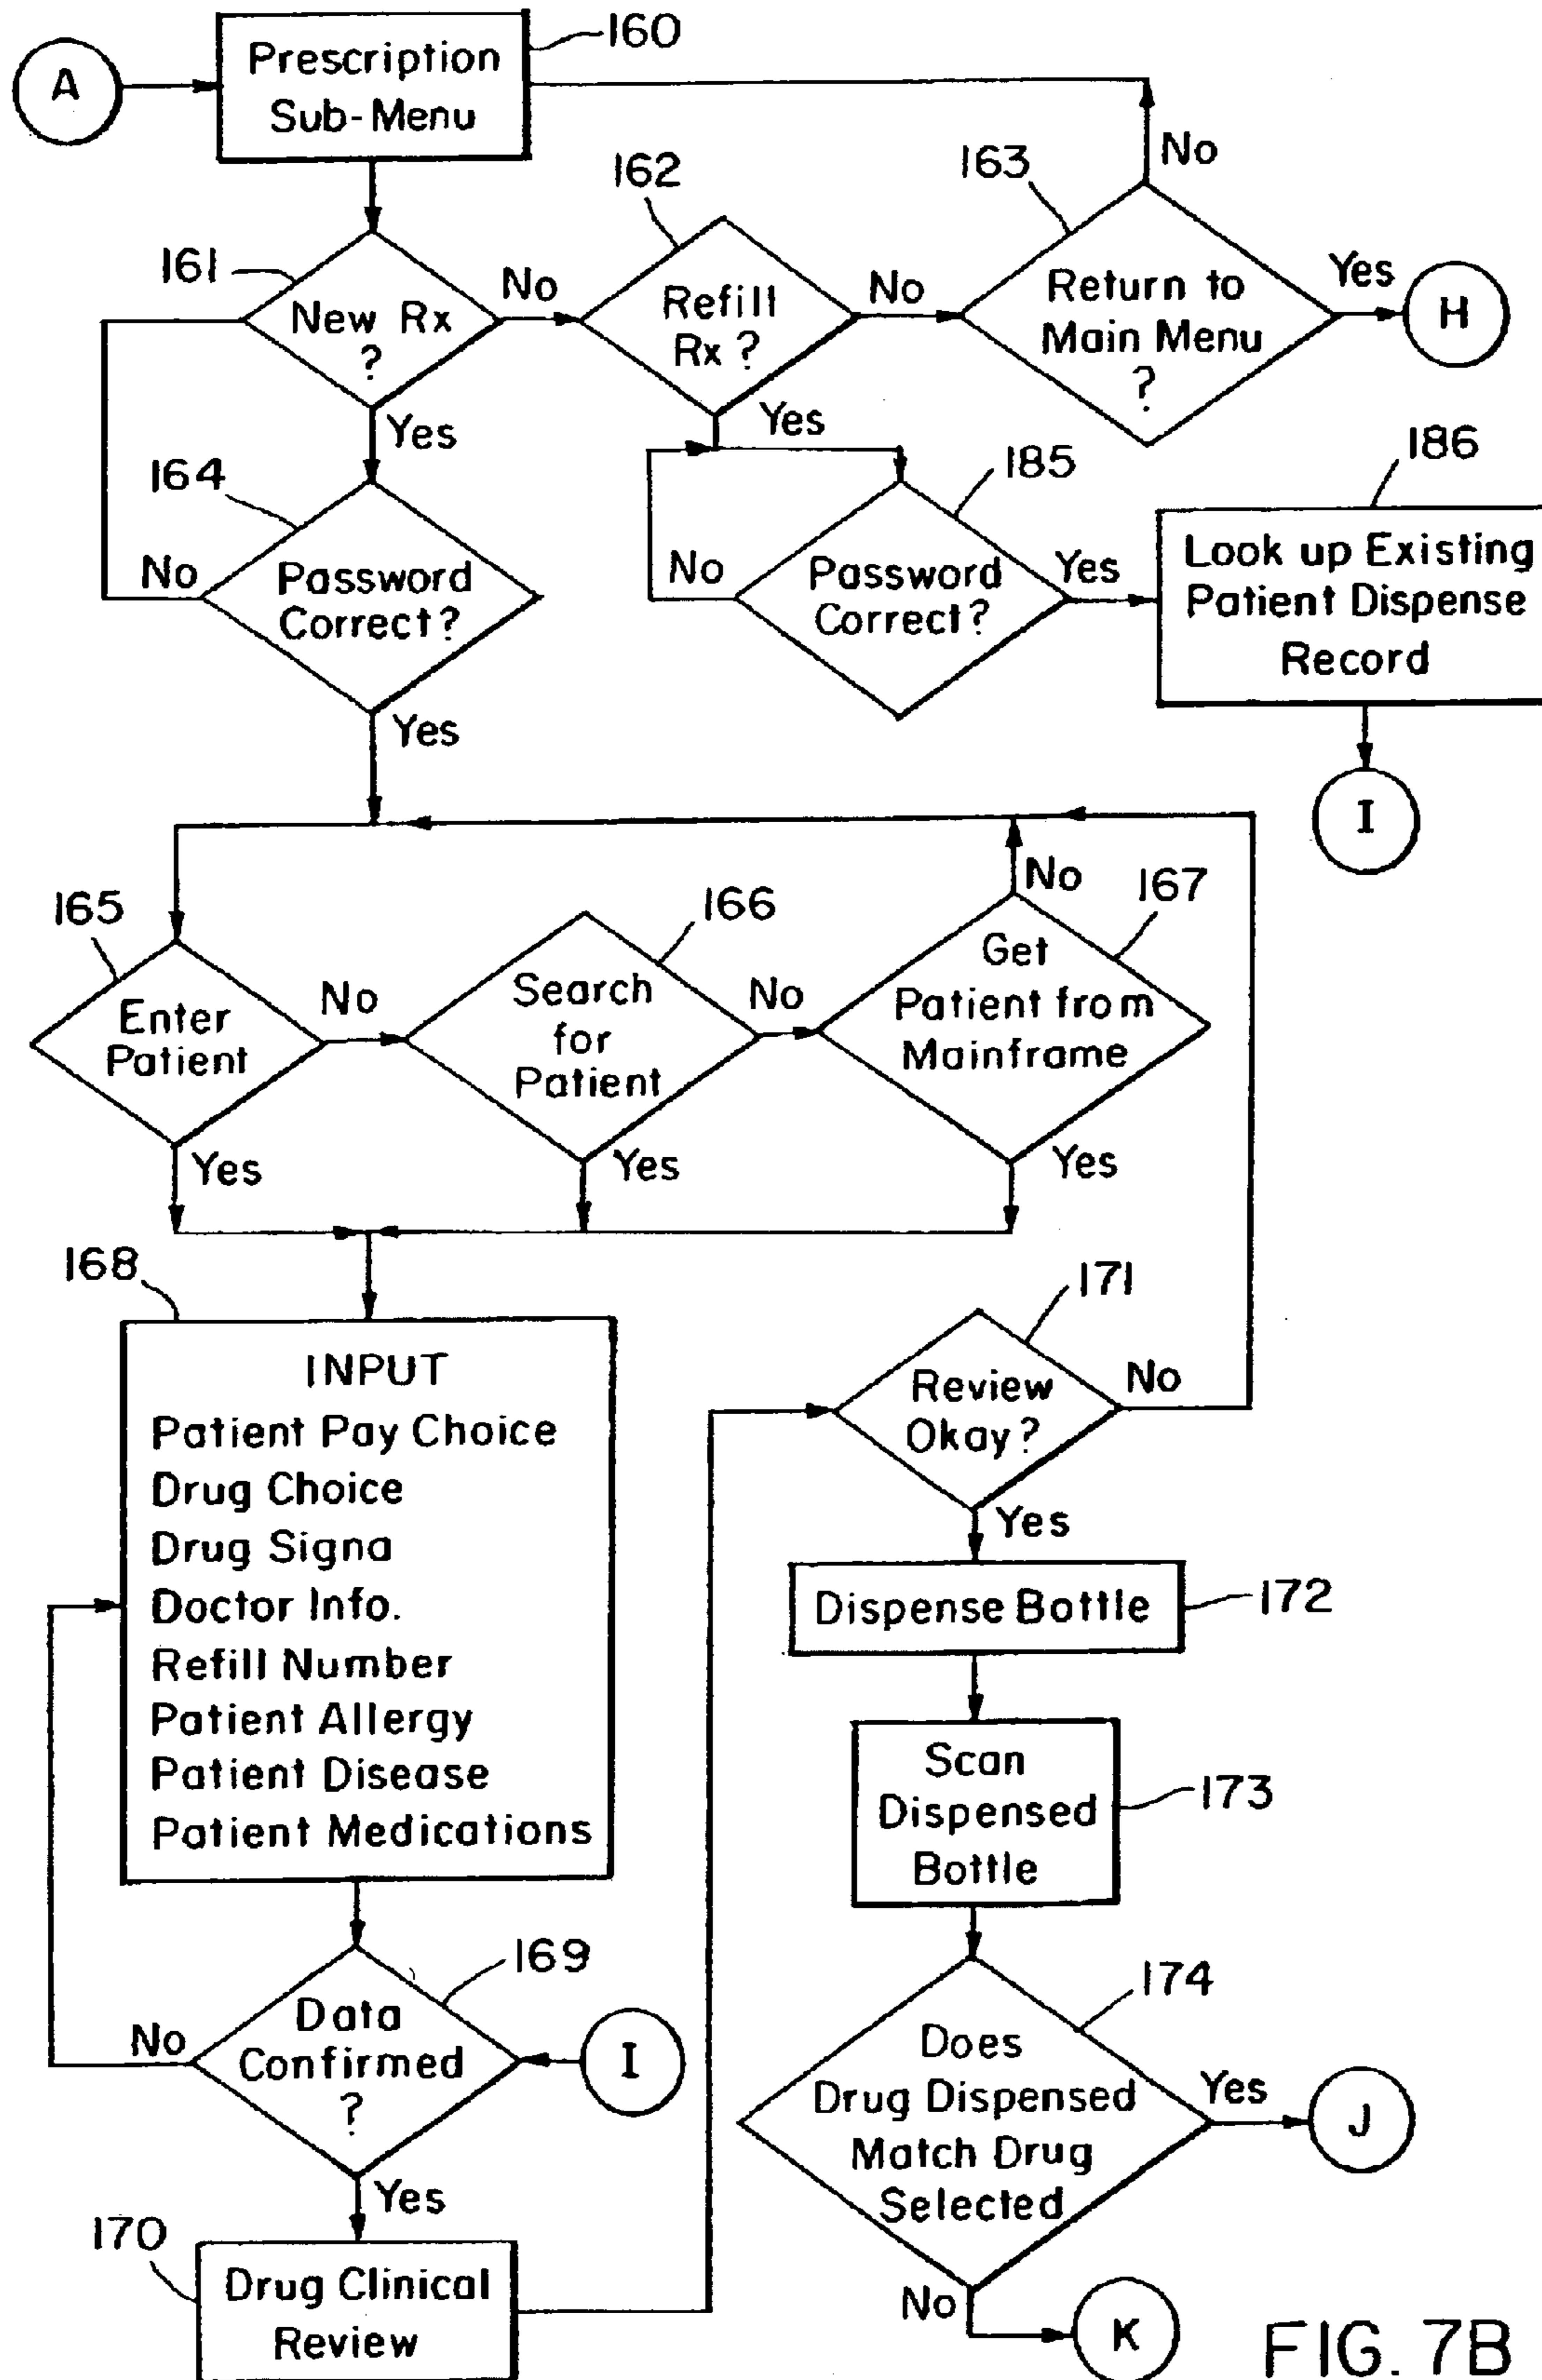 160
Prescription
Sub-Menu
A
No
162
163
161
No
No
Yes
New Rx
?
Refill
Rx ?
Return to
Main Menu
?
H
Yes
Yes
164
185
186
No
Password
Correct?
No
Password
Correct?
Yes
Look up Existing
Patient Dispense
Record
Yes
I
165
166
No
167
Enter
Patient
No
Search
for
Patient
No
Get
Patient from
Mainframe
Yes
Yes
Yes
168
171
INPUT
Patient Pay Choice
Drug Choice
Drug Signa
Doctor Info.
Refill Number
Patient Allergy
Patient Disease
Patient Medications
Review
Okay?
No
Yes
Dispense Bottle
172
Scan
Dispensed
Bottle
173
169
174
No
Data
Confirmed
?
I
Does
Drug Dispensed
Match Drug
Selected
Yes
J
Yes
170
Drug Clinical
Review
No
K
FIG. 7B